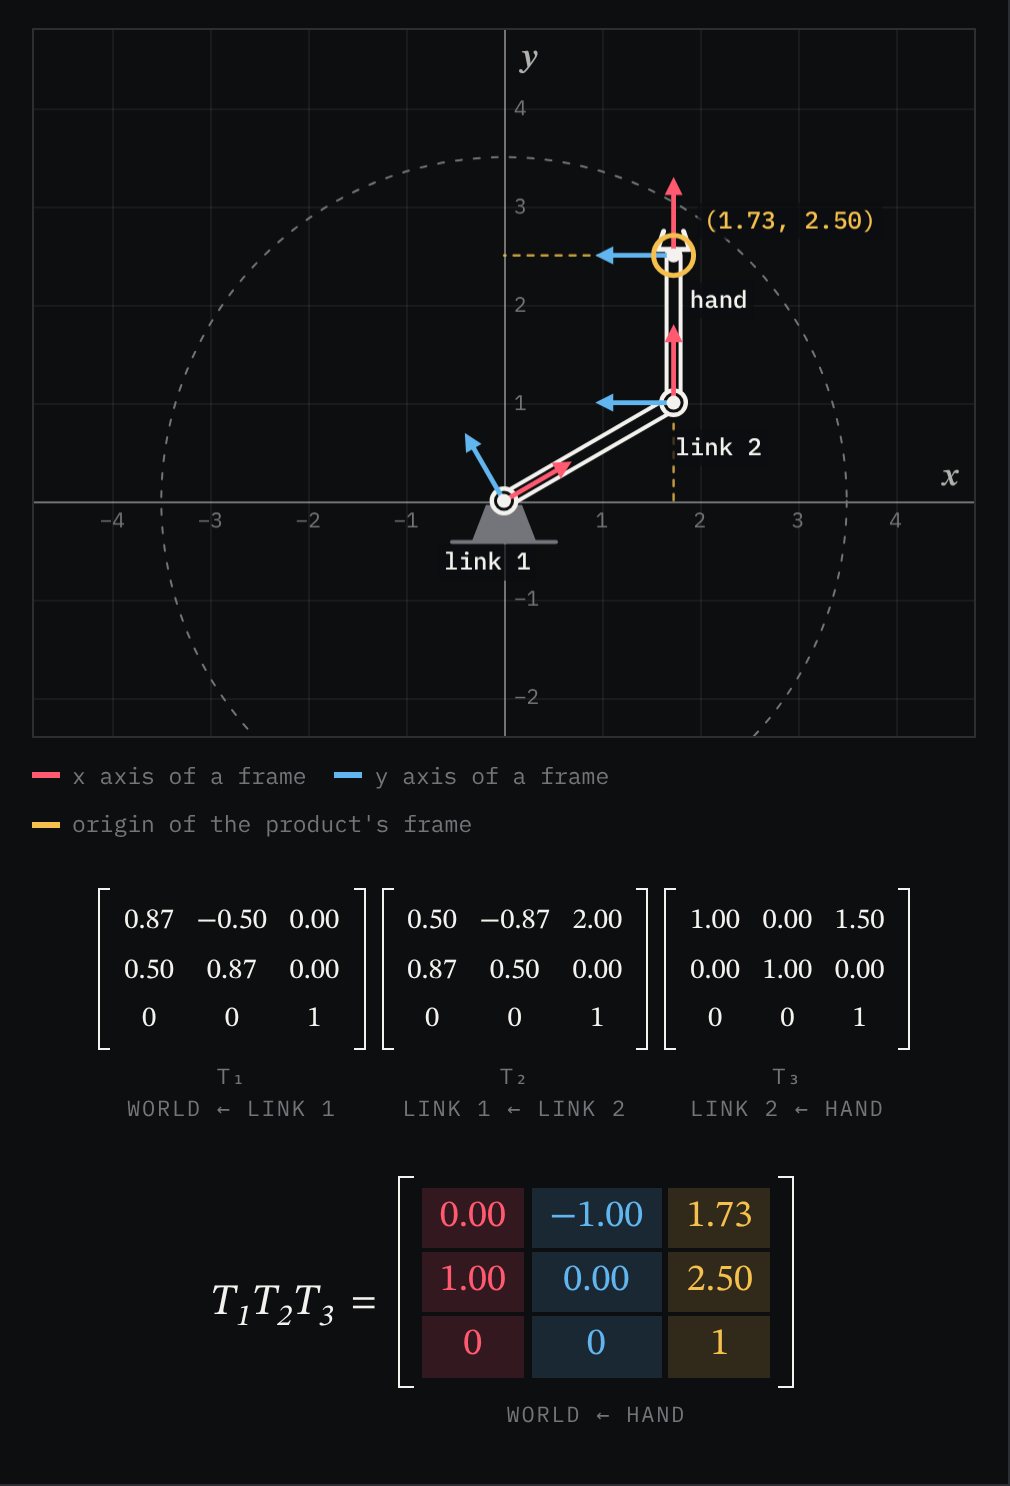 y
4
3
(1.73, 2.50)
hand
2
1
link 2
x
−4 −3 −2 −1 1 2 3 4
link 1
−1
−2
x axis of a frame y axis of a frame
origin of the product's frame
0.87 −0.50 0.00 0.50 −0.87 2.00 1.00 0.00 1.50
0.50 0.87 0.00 0.87 0.50 0.00 0.00 1.00 0.00
0 0 1 0 0 1 0 0 1
T₁ T₂ T₃
WORLD ← LINK 1 LINK 1 ← LINK 2 LINK 2 ← HAND
0.00 −1.00 1.73
1.00 0.00 2.50
T₁T₂T₃ =
0 0 1
WORLD ← HAND